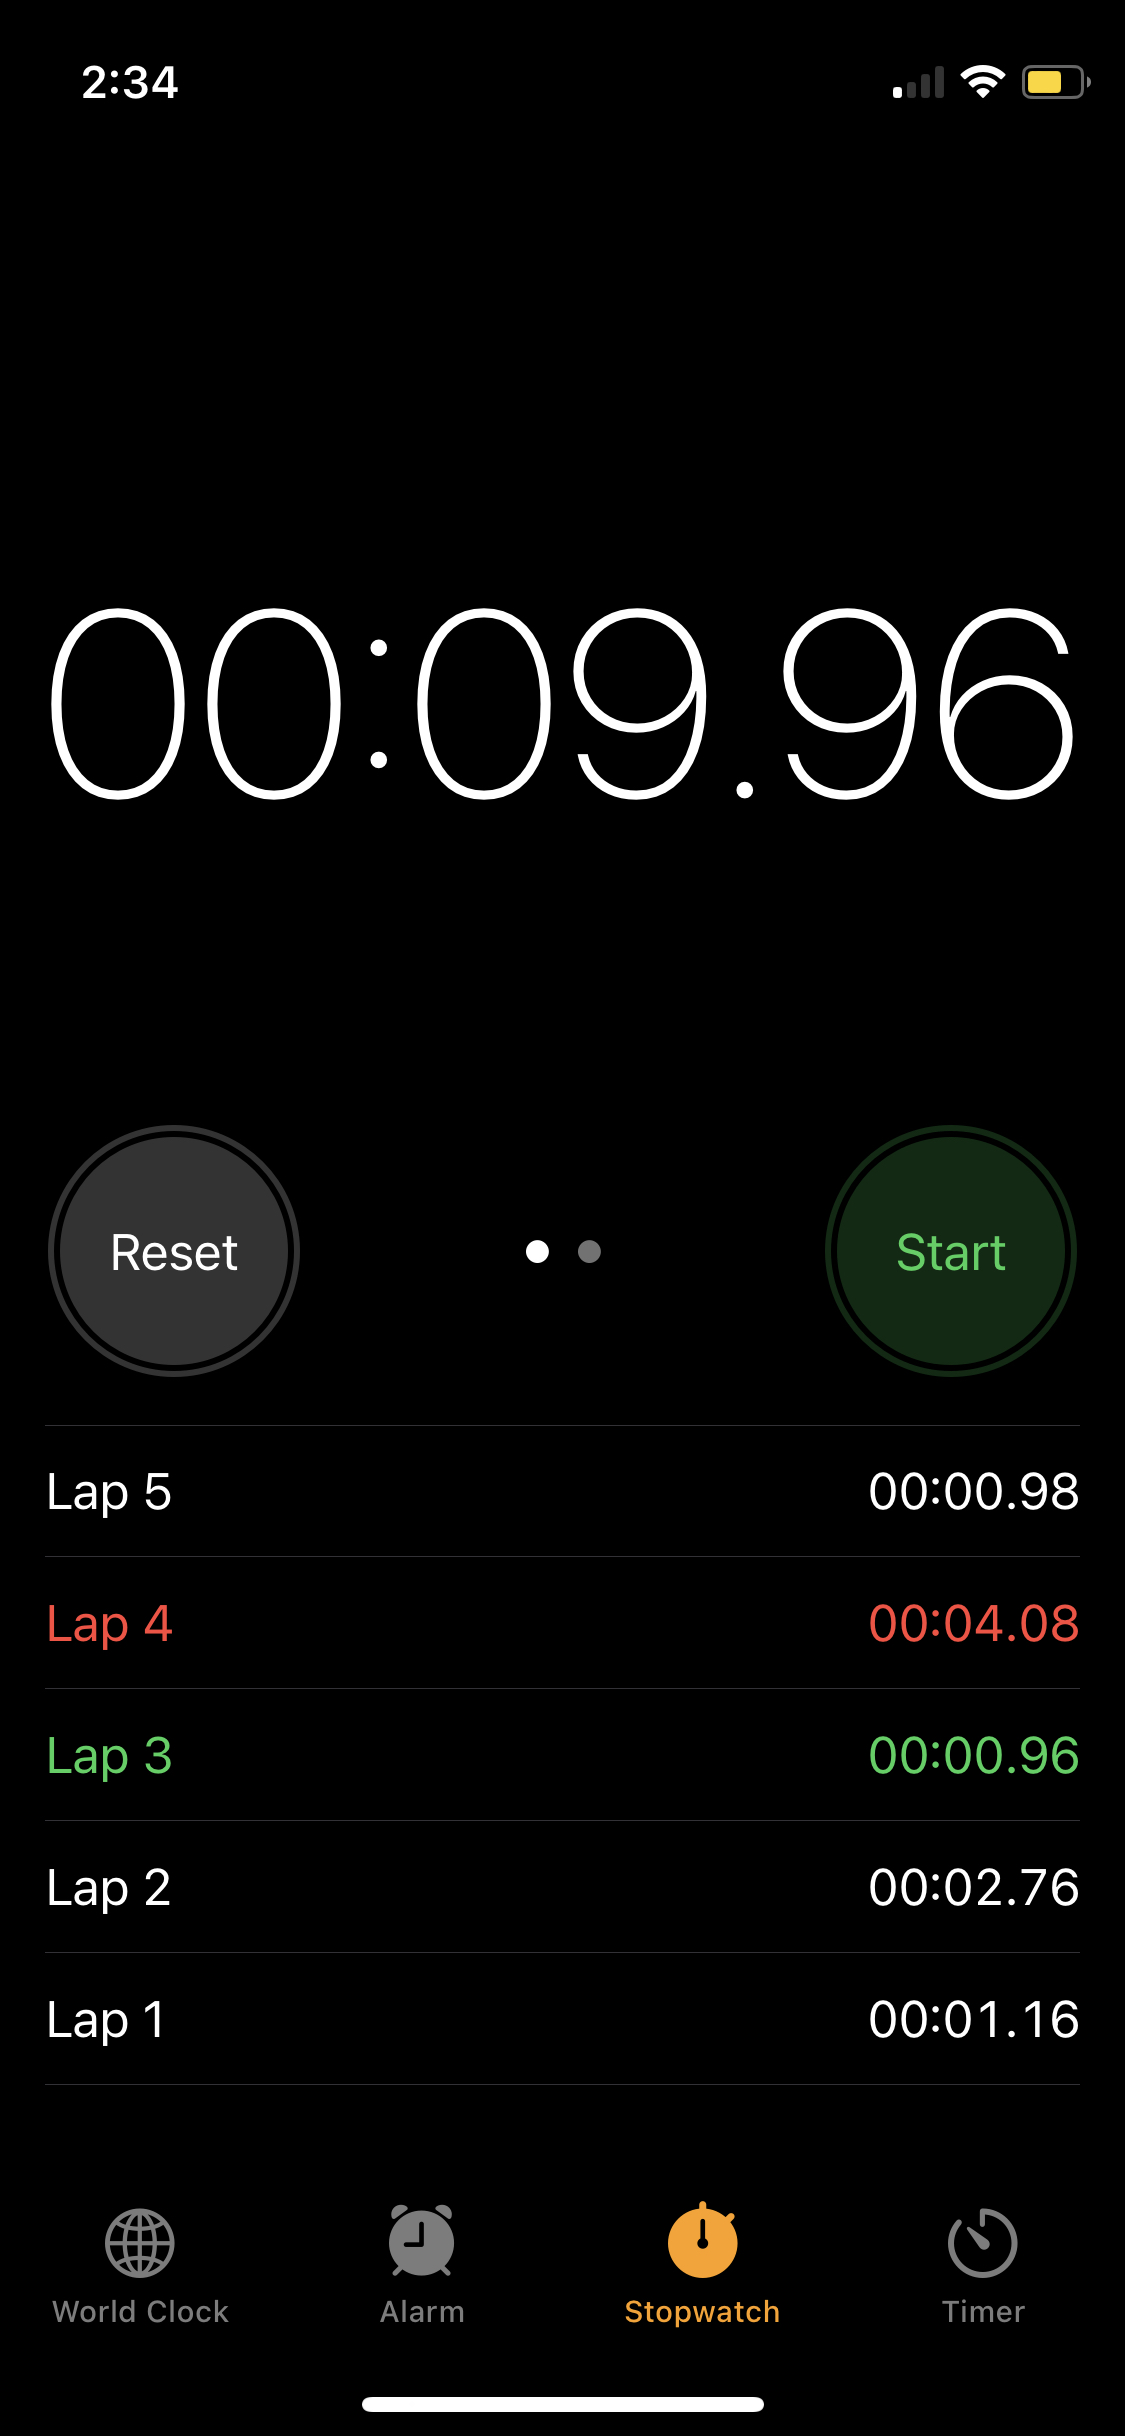 2:34
00:09.96
Reset
Start
Lap 5 00:00.98
Lap 4 00:04.08
Lap 3 00:00.96
Lap 2 00:02.76
Lap 1 00:01.16
World Clock Alarm Stopwatch Timer